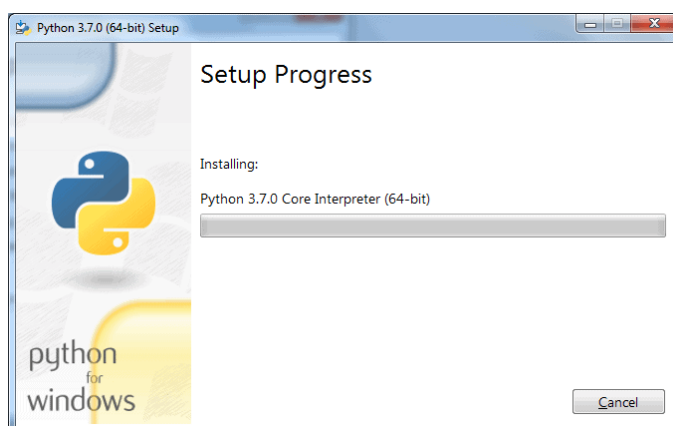 Python 3.7.0 (64-bit) Setup
Setup Progress
Installing:
Python 3.7.0 Core Interpreter (64-bit)
python
for
windows
Cancel